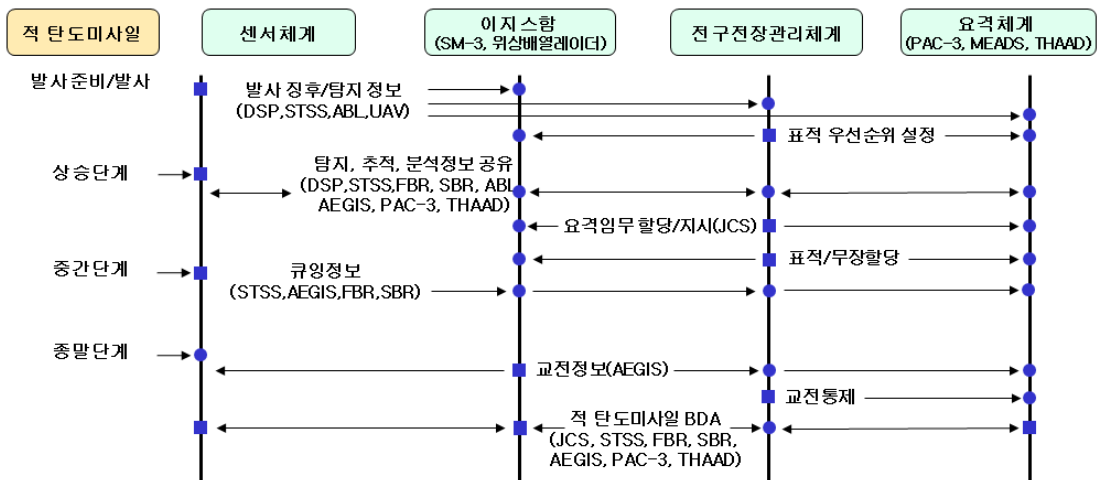 적 탄도미사일
센서체계
이지스함
(SM-3, 위상배열레이더)
전구전장관리체계
요격체계
(PAC-3, MEADS, THAAD)
발사준비/발사
발사 징후/탐지 정보
(DSP,STSS,ABL,UAV)
표적 우선순위 설정
상승단계
탐지, 추적, 분석정보 공유
(DSP,STSS,FBR, SBR, ABL
AEGIS, PAC-3, THAAD)
요격임무 할당/지시(JCS)
표적/무장할당
중간단계
큐잉정보
(STSS,AEGIS,FBR,SBR)
종말단계
교전정보(AEGIS)
교전통제
적 탄도미사일 BDA
(JCS, STSS, FBR, SBR,
AEGIS, PAC-3, THAAD)